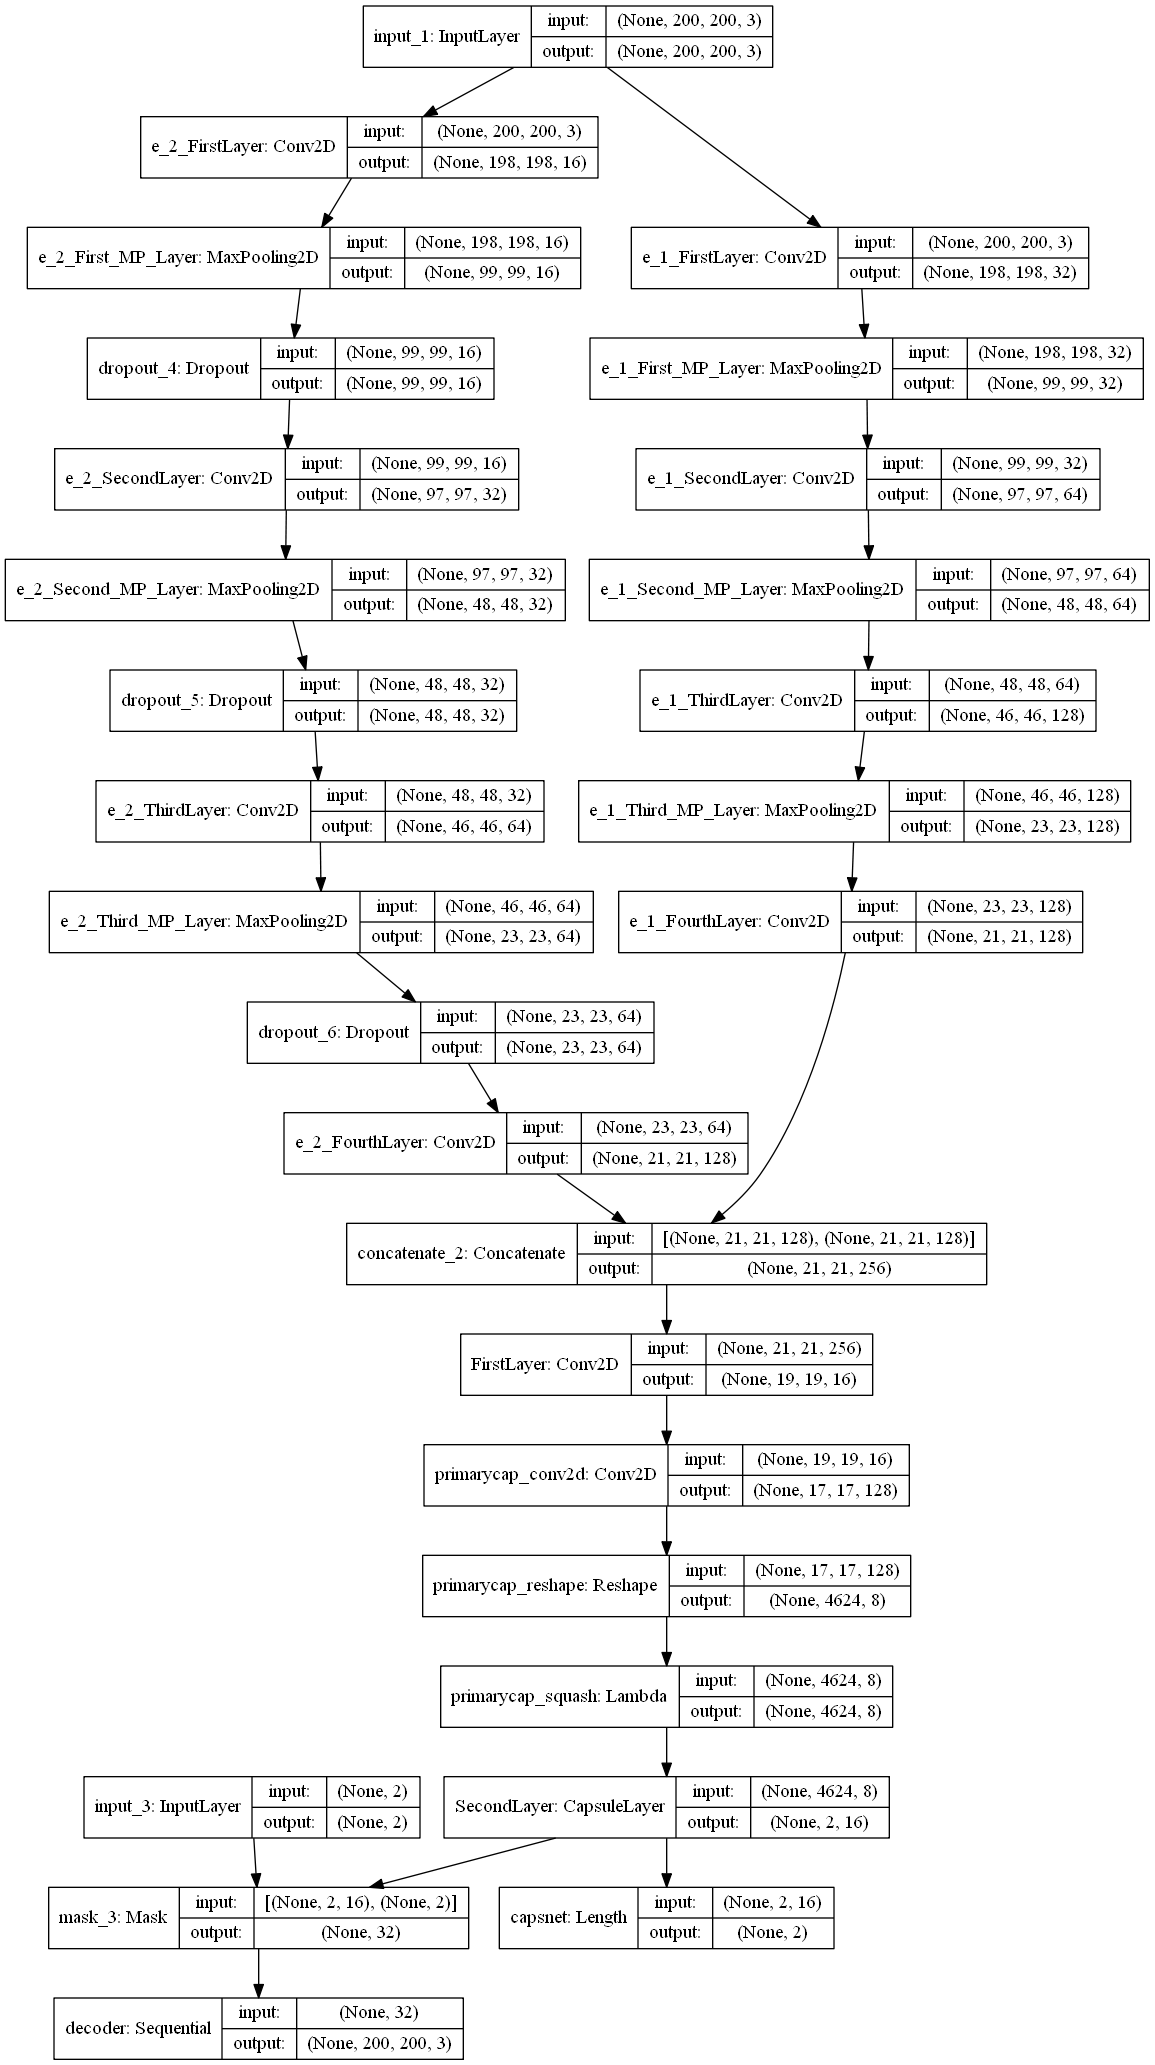 input_1: InputLayer input: (None, 200, 200, 3)
output: (None, 200, 200, 3)
e_2_FirstLayer: Conv2D input: (None, 200, 200, 3)
output: (None, 198, 198, 16)
e_2_First_MP_Layer: MaxPooling2D input: (None, 198, 198, 16)
output: (None, 99, 99, 16)
e_1_FirstLayer: Conv2D input: (None, 200, 200, 3)
output: (None, 198, 198, 32)
dropout_4: Dropout input: (None, 99, 99, 16)
output: (None, 99, 99, 16)
e_1_First_MP_Layer: MaxPooling2D input: (None, 198, 198, 32)
output: (None, 99, 99, 32)
e_2_SecondLayer: Conv2D input: (None, 99, 99, 16)
output: (None, 97, 97, 32)
e_1_SecondLayer: Conv2D input: (None, 99, 99, 32)
output: (None, 97, 97, 64)
e_2_Second_MP_Layer: MaxPooling2D input: (None, 97, 97, 32)
output: (None, 48, 48, 32)
e_1_Second_MP_Layer: MaxPooling2D input: (None, 97, 97, 64)
output: (None, 48, 48, 64)
dropout_5: Dropout input: (None, 48, 48, 32)
output: (None, 48, 48, 32)
e_1_ThirdLayer: Conv2D input: (None, 48, 48, 64)
output: (None, 46, 46, 128)
e_2_ThirdLayer: Conv2D input: (None, 48, 48, 32)
output: (None, 46, 46, 64)
e_1_Third_MP_Layer: MaxPooling2D input: (None, 46, 46, 128)
output: (None, 23, 23, 128)
e_2_Third_MP_Layer: MaxPooling2D input: (None, 46, 46, 64)
output: (None, 23, 23, 64)
e_1_FourthLayer: Conv2D input: (None, 23, 23, 128)
output: (None, 21, 21, 128)
dropout_6: Dropout input: (None, 23, 23, 64)
output: (None, 23, 23, 64)
e_2_FourthLayer: Conv2D input: (None, 23, 23, 64)
output: (None, 21, 21, 128)
concatenate_2: Concatenate input: [(None, 21, 21, 128), (None, 21, 21, 128)]
output: (None, 21, 21, 256)
FirstLayer: Conv2D input: (None, 21, 21, 256)
output: (None, 19, 19, 16)
primarycap_conv2d: Conv2D input: (None, 19, 19, 16)
output: (None, 17, 17, 128)
primarycap_reshape: Reshape input: (None, 17, 17, 128)
output: (None, 4624, 8)
primarycap_squash: Lambda input: (None, 4624, 8)
output: (None, 4624, 8)
input_3: InputLayer input: (None, 2)
output: (None, 2)
SecondLayer: CapsuleLayer input: (None, 4624, 8)
output: (None, 2, 16)
mask_3: Mask input: [(None, 2, 16), (None, 2)]
output: (None, 32)
capsnet: Length input: (None, 2, 16)
output: (None, 2)
decoder: Sequential input: (None, 32)
output: (None, 200, 200, 3)